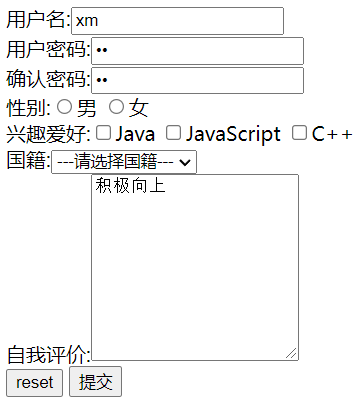 用户名:xm
用户密码:••
确认密码:••
性别: 男 女
兴趣爱好: Java JavaScript C++
国籍:---请选择国籍---
积极向上
自我评价:
reset 提交